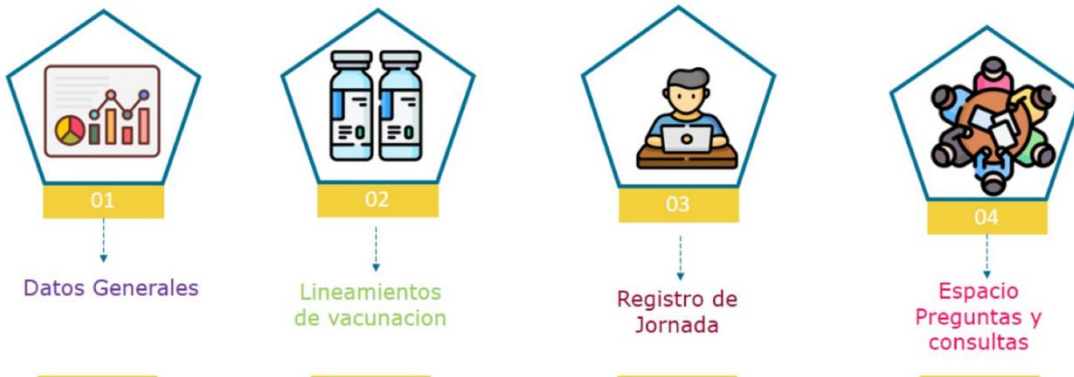 01
Datos Generales
02
Lineamientos
de vacunacion
03
Registro de
Jornada
04
Espacio
Preguntas y
consultas